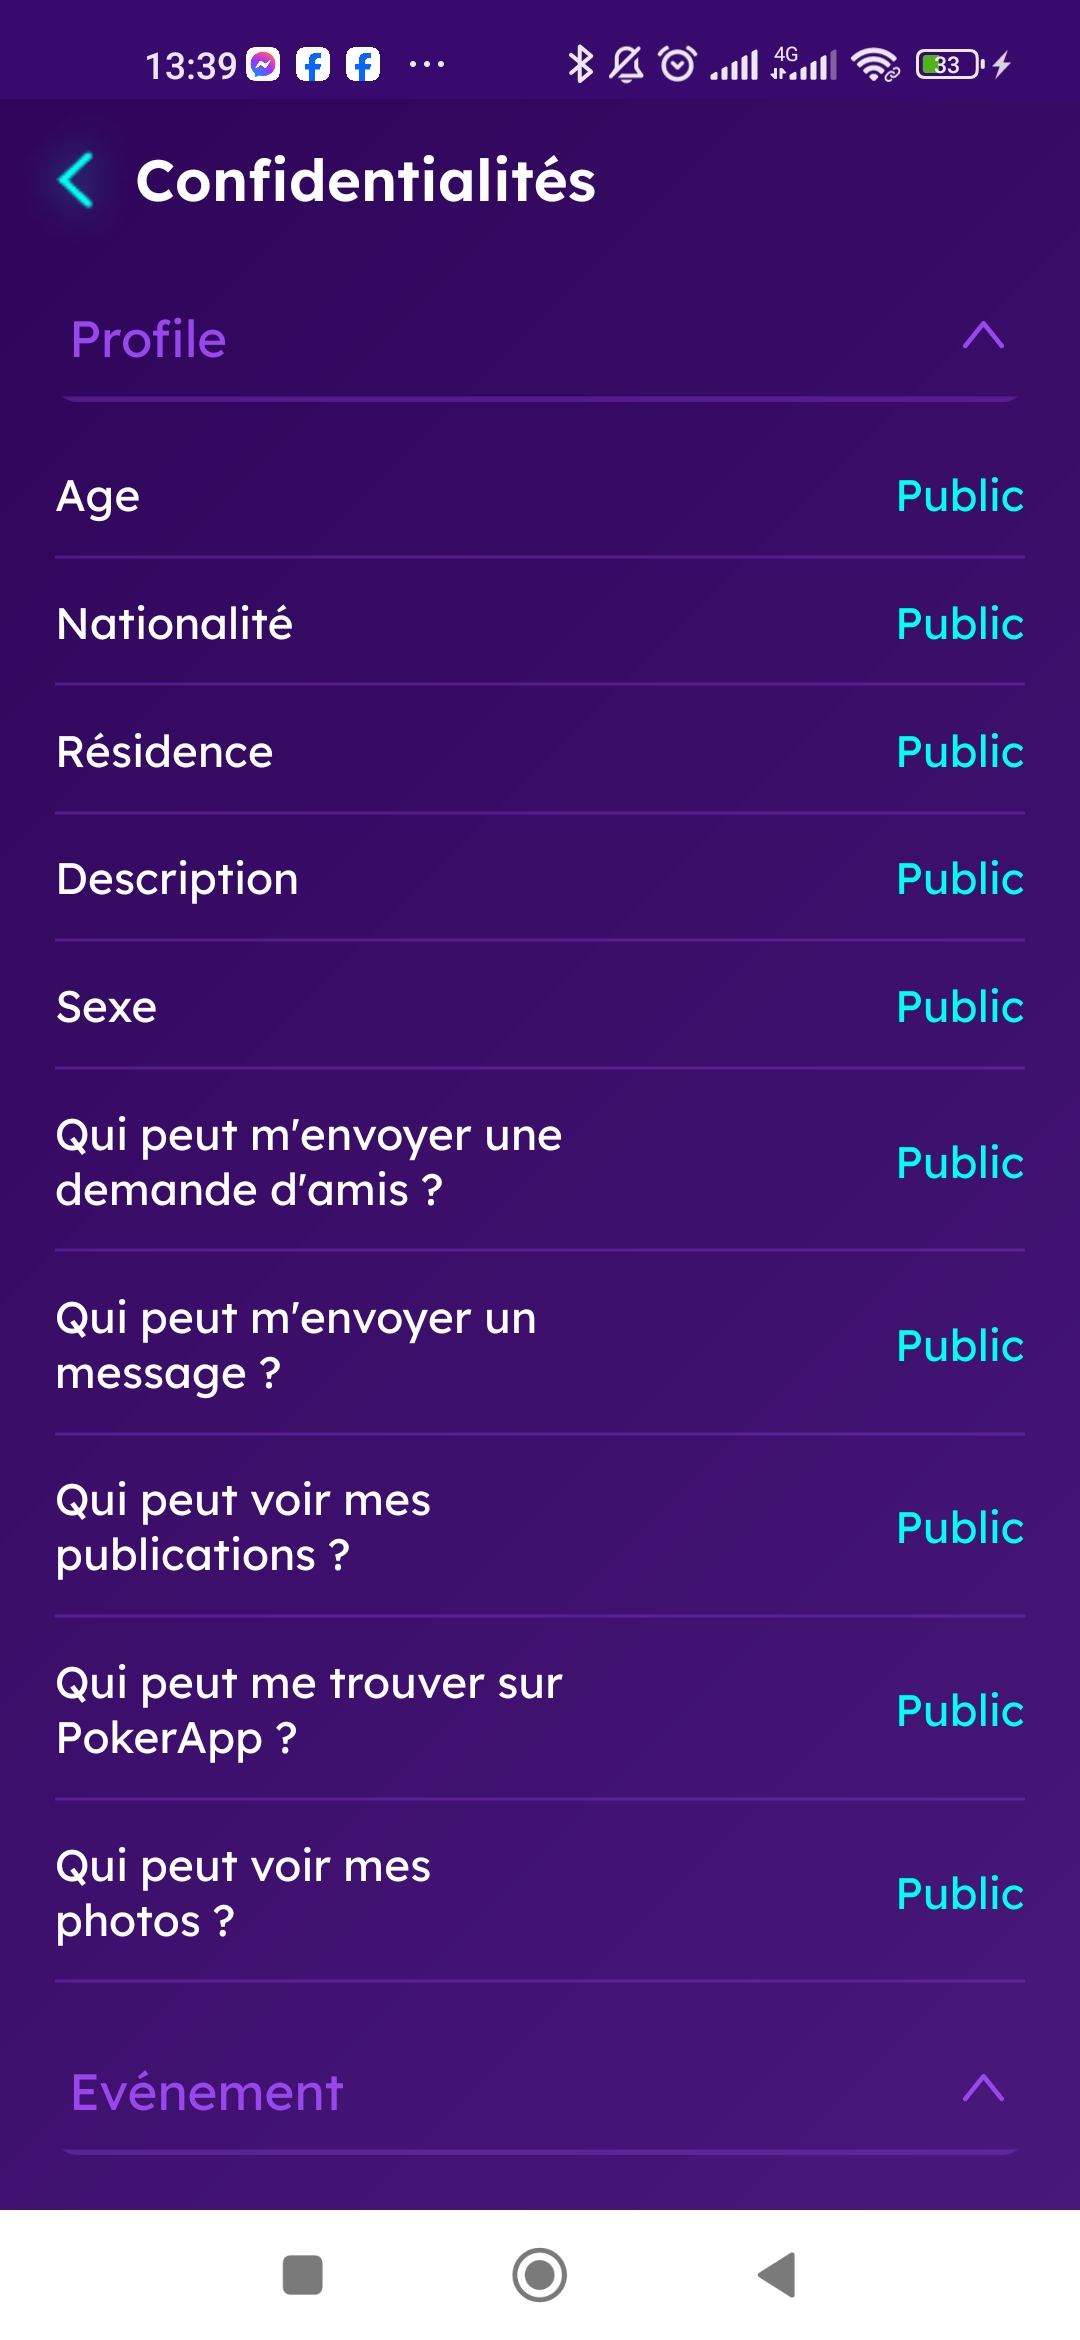 13:39 ... 4G 33
Confidentialités
Profile
Age Public
Nationalité Public
Résidence Public
Description Public
Sexe Public
Qui peut m'envoyer une
demande d'amis ? Public
Qui peut m'envoyer un
message ? Public
Qui peut voir mes
publications ? Public
Qui peut me trouver sur
PokerApp ? Public
Qui peut voir mes
photos ? Public
Evénement